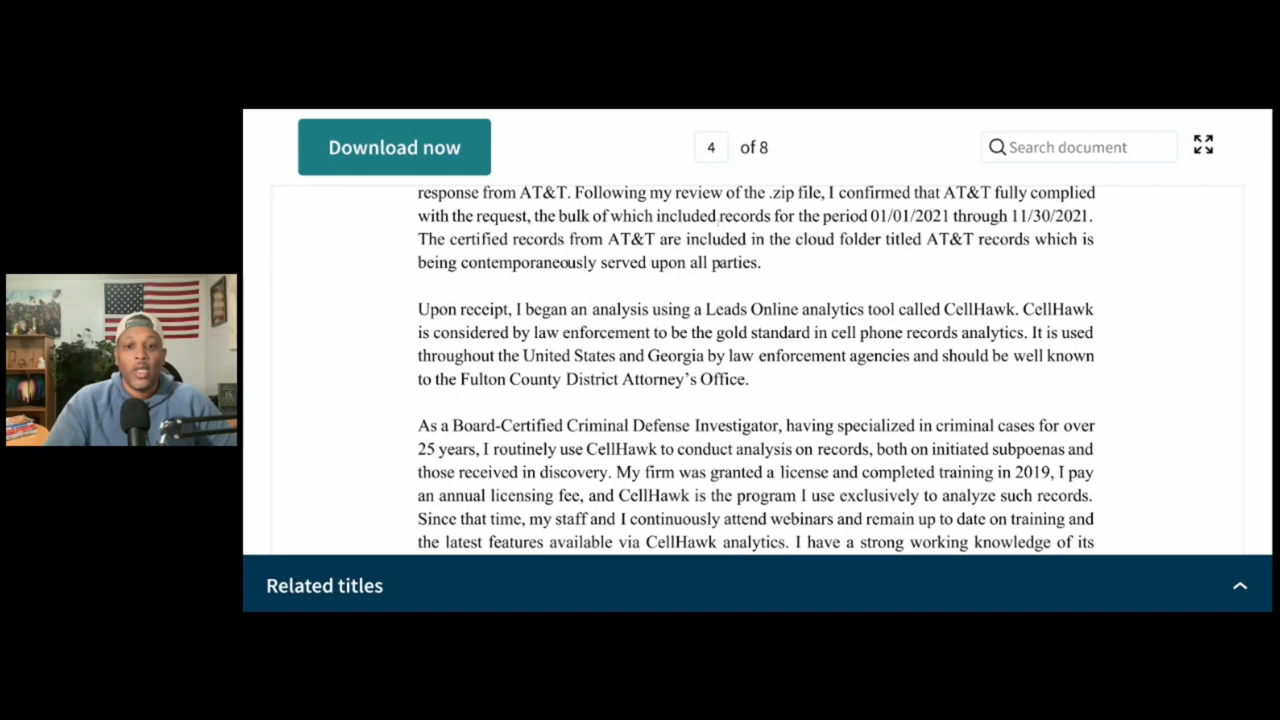 Download now
4 of 8
Search document
response from AT&T. Following my review of the .zip file, I confirmed that AT&T fully complied
with the request, the bulk of which included records for the period 01/01/2021 through 11/30/2021.
The certified records from AT&T are included in the cloud folder titled AT&T records which is
being contemporaneously served upon all parties.
Upon receipt, I began an analysis using a Leads Online analytics tool called CellHawk. CellHawk
is considered by law enforcement to be the gold standard in cell phone records analytics. It is used
throughout the United States and Georgia by law enforcement agencies and should be well known
to the Fulton County District Attorney's Office.
As a Board-Certified Criminal Defense Investigator, having specialized in criminal cases for over
25 years, I routinely use CellHawk to conduct analysis on records, both on initiated subpoenas and
those received in discovery. My firm was granted a license and completed training in 2019, I pay
an annual licensing fee, and CellHawk is the program I use exclusively to analyze such records.
Since that time, my staff and I continuously attend webinars and remain up to date on training and
the latest features available via CellHawk analytics. I have a strong working knowledge of its
Related titles